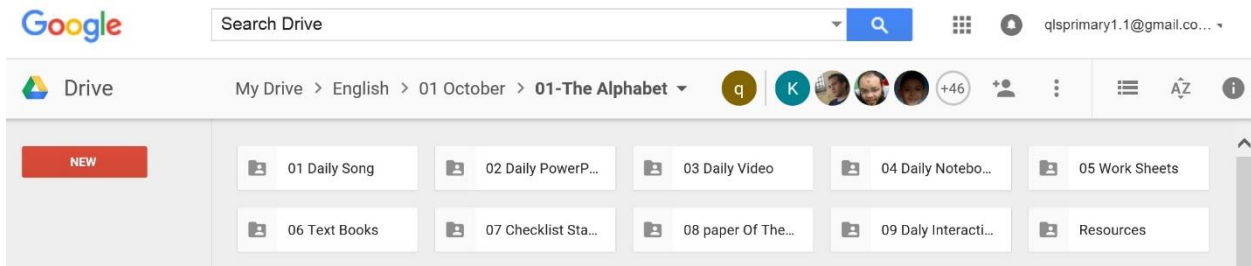 Google Search Drive qlsprimary1.1@gmail.co...
Drive My Drive > English > 01 October > 01-The Alphabet q K +46 AZ
NEW 01 Daily Song 02 Daily PowerP... 03 Daily Video 04 Daily Notebo... 05 Work Sheets
06 Text Books 07 Checklist Sta... 08 paper Of The... 09 Daly Interacti... Resources